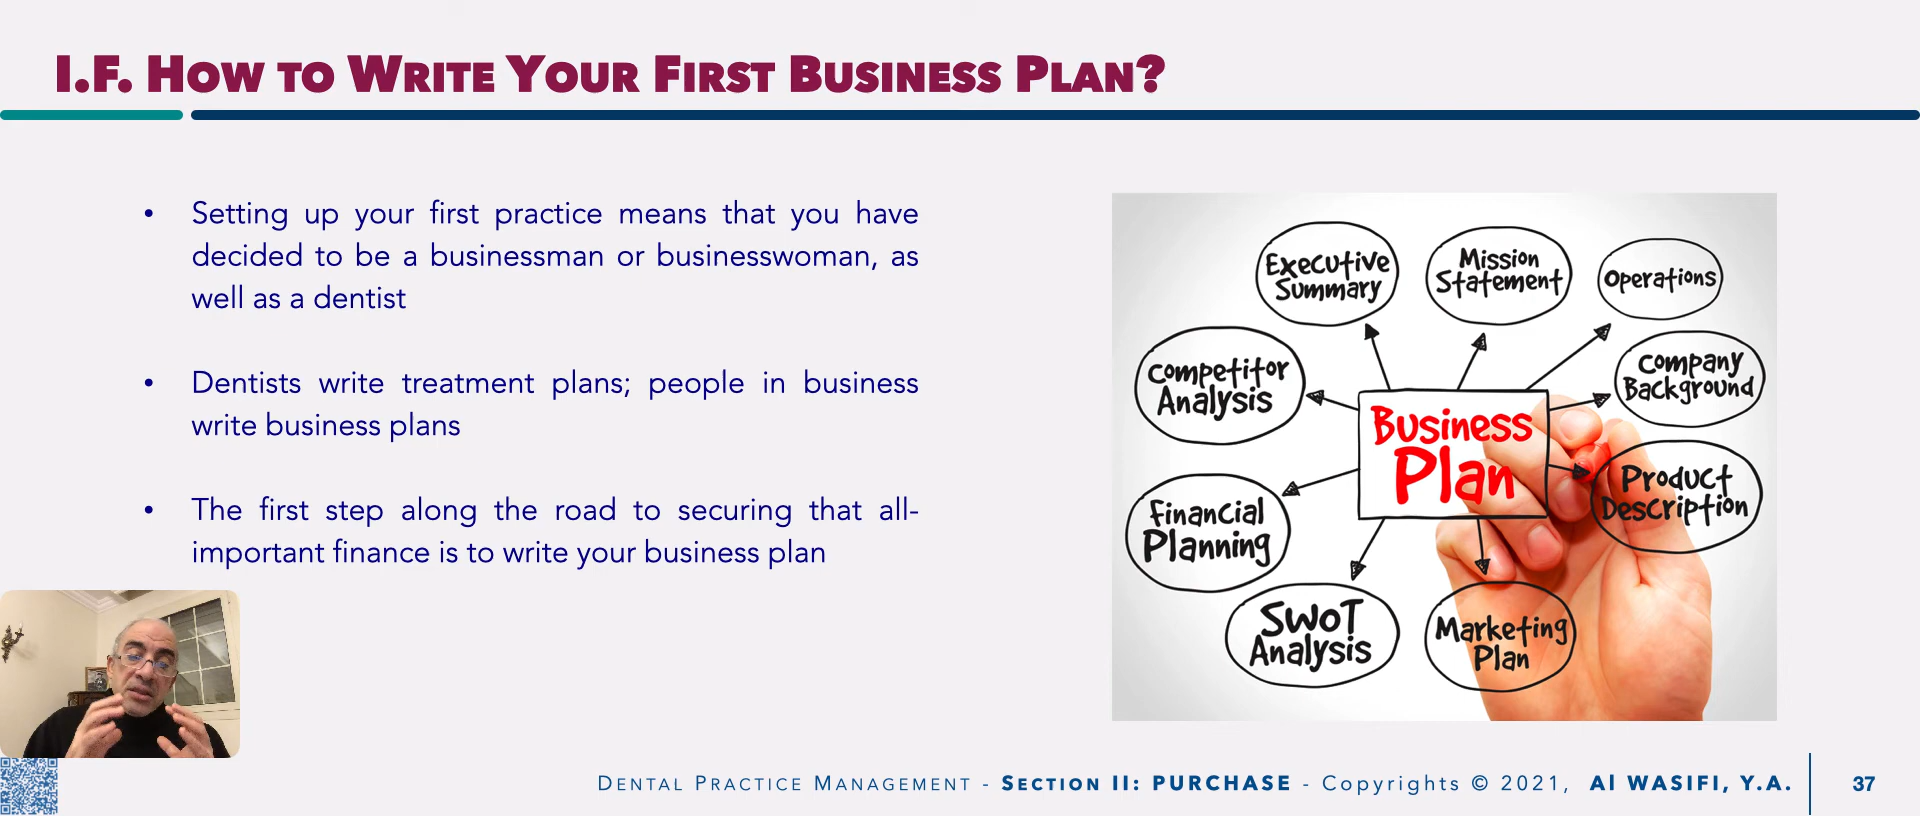 I.F. How to Write Your First Business Plan?
• Setting up your first practice means that you have
decided to be a businessman or businesswoman, as
well as a dentist
• Dentists write treatment plans; people in business
write business plans
• The first step along the road to securing that all-
important finance is to write your business plan
Executive
Summary
Mission
Statement
Operations
Competitor
Analysis
Company
Background
Business
Plan
Product
Description
Financial
Planning
SWOT
Analysis
Marketing
Plan
Dental Practice Management - Section II: PURCHASE - Copyrights © 2021, Al WASIFI, Y.A.
37